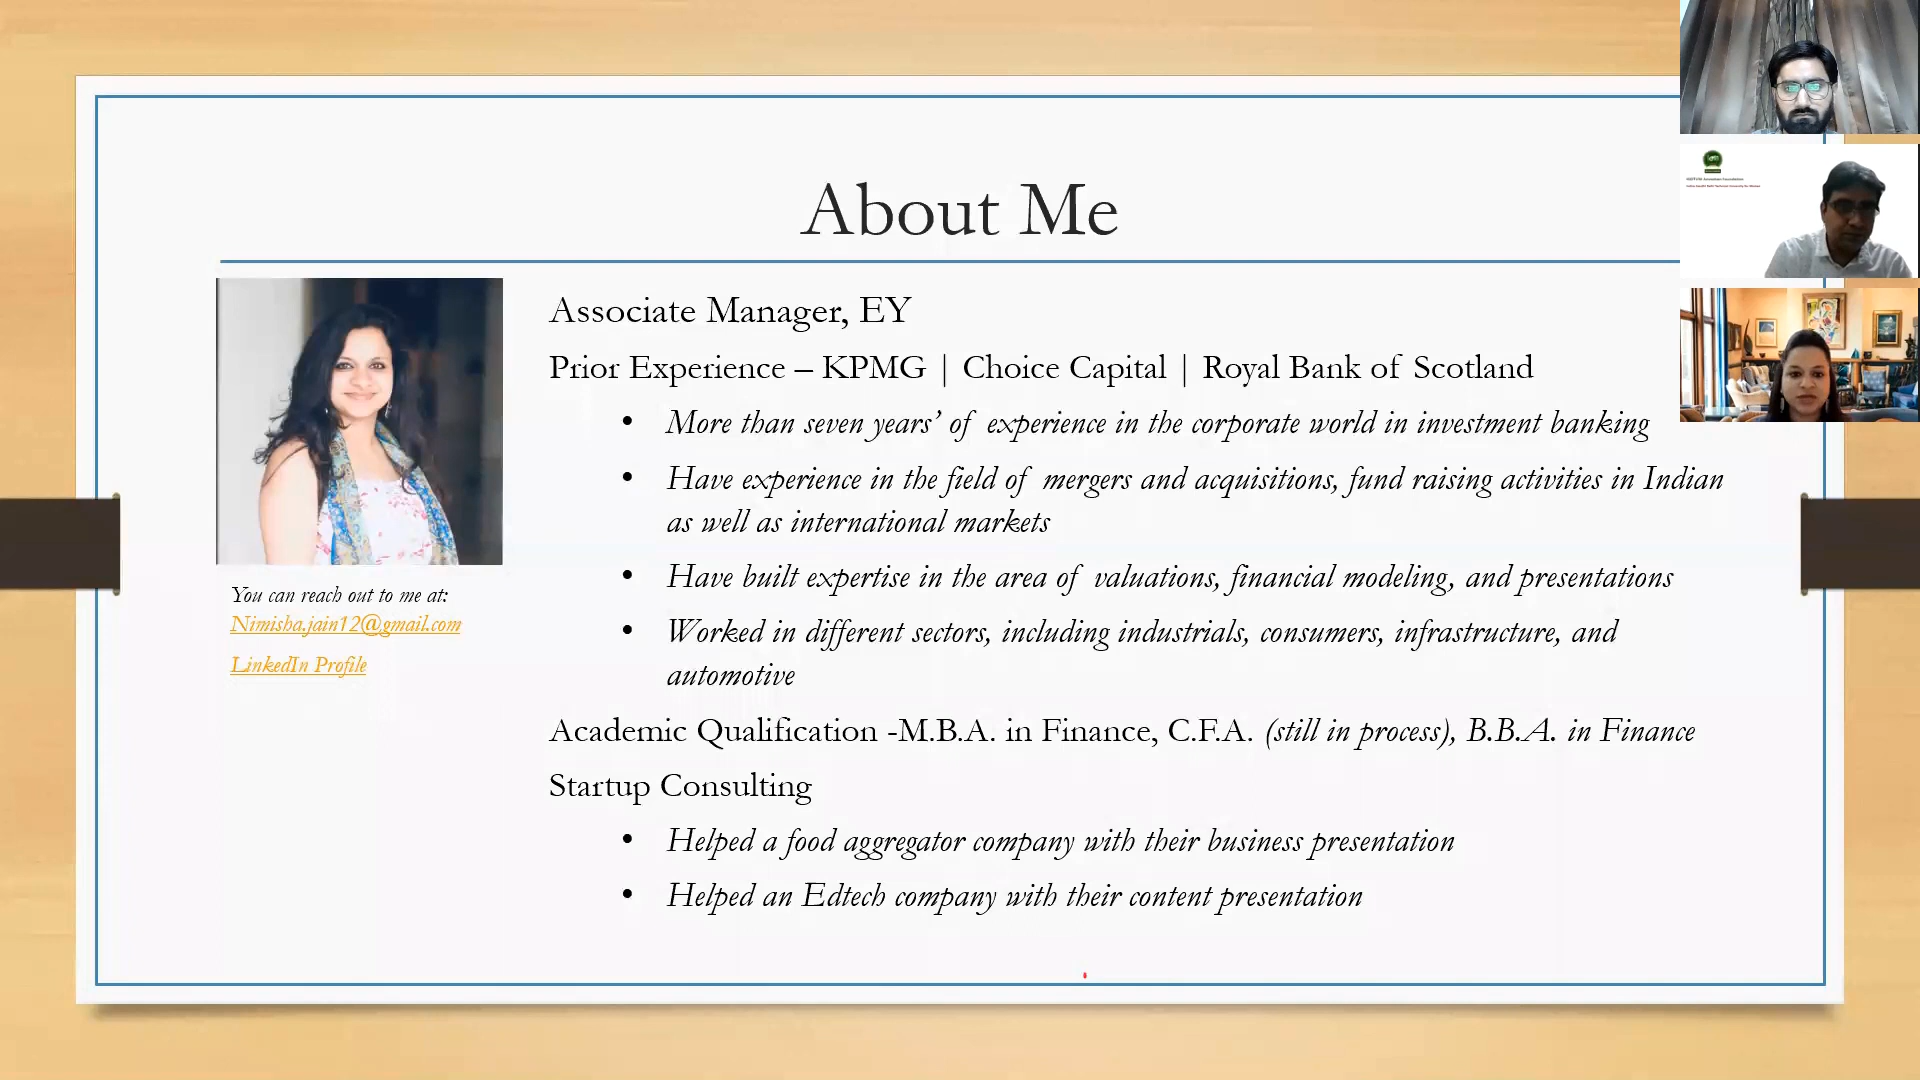 About Me
Associate Manager, EY
Prior Experience – KPMG | Choice Capital | Royal Bank of Scotland
• More than seven years’ of experience in the corporate world in investment banking
• Have experience in the field of mergers and acquisitions, fund raising activities in Indian
as well as international markets
• Have built expertise in the area of valuations, financial modeling, and presentations
• Worked in different sectors, including industrials, consumers, infrastructure, and
automotive
Academic Qualification -M.B.A. in Finance, C.F.A. (still in process), B.B.A. in Finance
Startup Consulting
• Helped a food aggregator company with their business presentation
• Helped an Edtech company with their content presentation
You can reach out to me at:
Nimisha.jain12@gmail.com
LinkedIn Profile